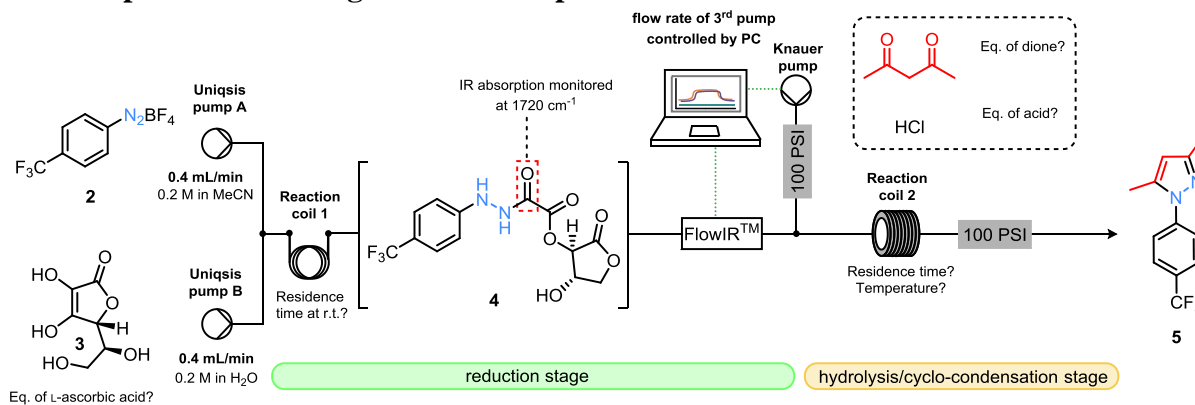 flow rate of 3rd pump
controlled by PC
Knauer
pump
O O
Eq. of dione?
Eq. of acid?
HCl
100 PSI
IR absorption monitored
at 1720 cm-1
Uniqsis
pump A
N2BF4
F3C
2
0.4 mL/min
0.2 M in MeCN
Reaction
coil 1
Residence
time at r.t.?
H
N
N
H
O
O
O
H
O
O
HO
F3C
4
FlowIR™
Reaction
coil 2
100 PSI
Residence time?
Temperature?
N
N
CF
5
Uniqsis
pump B
0.4 mL/min
0.2 M in H2O
O
HO
O
HO
H
3
HO
OH
Eq. of L-ascorbic acid?
reduction stage
hydrolysis/cyclo-condensation stage